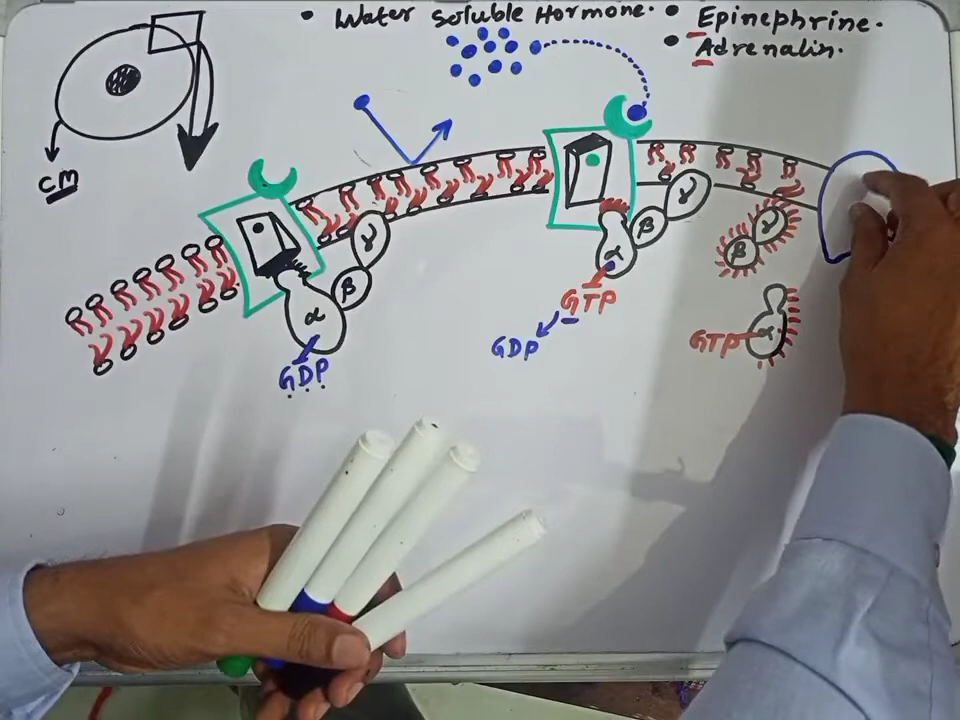 • Water Soluble Hormone.
• Epinephrine.
• Adrenalin.
CM
α
β
γ
GDP
α
β
γ
GTP
GDP
β
γ
GTP
α